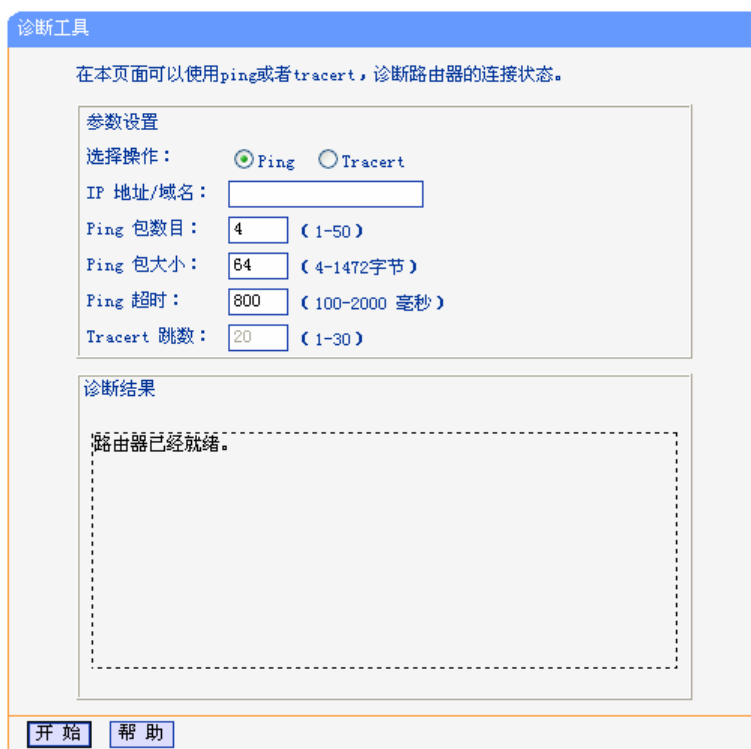 诊断工具
在本页面可以使用ping或者tracert，诊断路由器的连接状态。
参数设置
选择操作： Ping Tracert
IP 地址/域名：
Ping 包数目： 4 （1-50）
Ping 包大小： 64 （4-1472字节）
Ping 超时： 800 （100-2000 毫秒）
Tracert 跳数： 20 （1-30）
诊断结果
路由器已经就绪。
开 始 帮 助